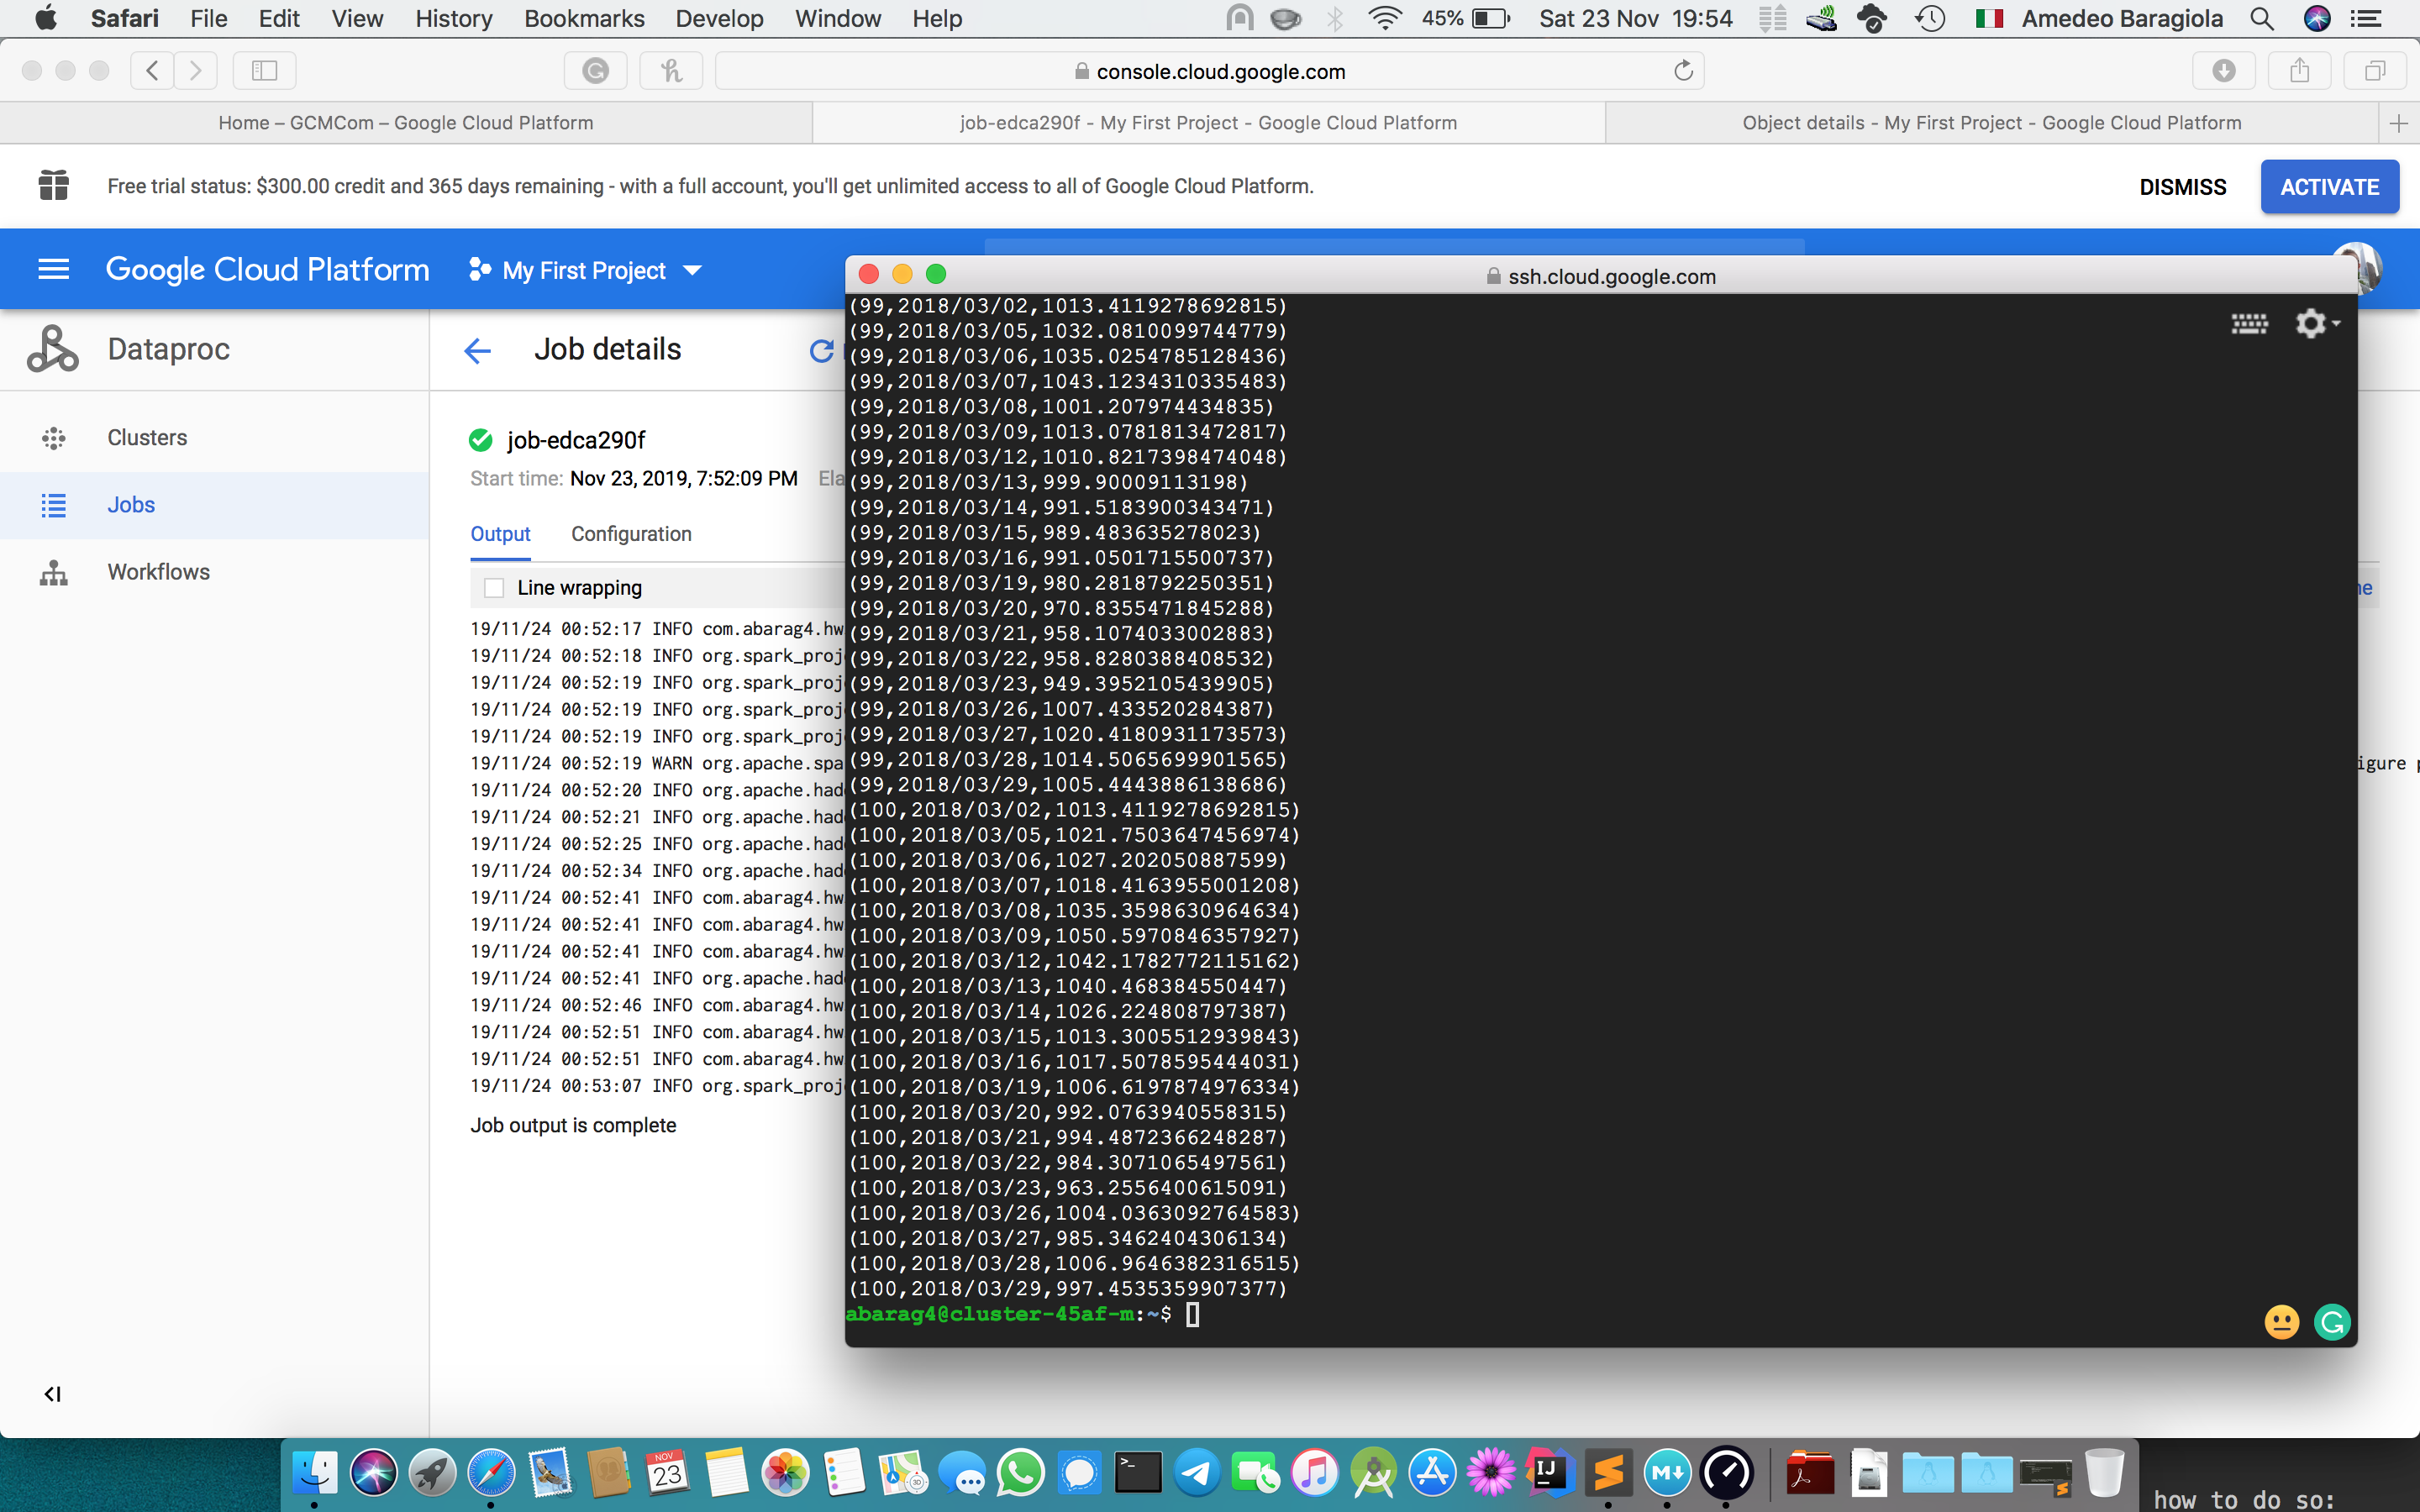 Safari File Edit View History Bookmarks Develop Window Help 45% Sat 23 Nov 19:54 Amedeo Baragiola
console.cloud.google.com
Home – GCMCom – Google Cloud Platform
job-edca290f - My First Project - Google Cloud Platform
Object details - My First Project - Google Cloud Platform
Free trial status: $300.00 credit and 365 days remaining - with a full account, you'll get unlimited access to all of Google Cloud Platform.
DISMISS
ACTIVATE
Google Cloud Platform
My First Project
Dataproc
Clusters
Jobs
Workflows
Job details
job-edca290f
Start time: Nov 23, 2019, 7:52:09 PM Ela
Output Configuration
Line wrapping
19/11/24 00:52:17 INFO com.abarag4.hw
19/11/24 00:52:18 INFO org.spark_proj
19/11/24 00:52:19 INFO org.spark_proj
19/11/24 00:52:19 INFO org.spark_proj
19/11/24 00:52:19 INFO org.spark_proj
19/11/24 00:52:19 WARN org.apache.spa
19/11/24 00:52:20 INFO org.apache.had
19/11/24 00:52:21 INFO org.apache.had
19/11/24 00:52:25 INFO org.apache.had
19/11/24 00:52:34 INFO org.apache.had
19/11/24 00:52:41 INFO com.abarag4.hw
19/11/24 00:52:41 INFO com.abarag4.hw
19/11/24 00:52:41 INFO com.abarag4.hw
19/11/24 00:52:41 INFO org.apache.had
19/11/24 00:52:46 INFO com.abarag4.hw
19/11/24 00:52:51 INFO com.abarag4.hw
19/11/24 00:52:51 INFO com.abarag4.hw
19/11/24 00:53:07 INFO org.spark_proj
Job output is complete
ssh.cloud.google.com
(99,2018/03/02,1013.4119278692815)
(99,2018/03/05,1032.0810099744779)
(99,2018/03/06,1035.0254785128436)
(99,2018/03/07,1043.1234310335483)
(99,2018/03/08,1001.207974434835)
(99,2018/03/09,1013.0781813472817)
(99,2018/03/12,1010.8217398474048)
(99,2018/03/13,999.90009113198)
(99,2018/03/14,991.5183900343471)
(99,2018/03/15,989.483635278023)
(99,2018/03/16,991.0501715500737)
(99,2018/03/19,980.2818792250351)
(99,2018/03/20,970.8355471845288)
(99,2018/03/21,958.1074033002883)
(99,2018/03/22,958.8280388408532)
(99,2018/03/23,949.3952105439905)
(99,2018/03/26,1007.433520284387)
(99,2018/03/27,1020.4180931173573)
(99,2018/03/28,1014.5065699901565)
(99,2018/03/29,1005.4443886138686)
(100,2018/03/02,1013.4119278692815)
(100,2018/03/05,1021.7503647456974)
(100,2018/03/06,1027.202050887599)
(100,2018/03/07,1018.4163955001208)
(100,2018/03/08,1035.3598630964634)
(100,2018/03/09,1050.5970846357927)
(100,2018/03/12,1042.1782772115162)
(100,2018/03/13,1040.468384550447)
(100,2018/03/14,1026.224808797387)
(100,2018/03/15,1013.3005512939843)
(100,2018/03/16,1017.5078595444031)
(100,2018/03/19,1006.6197874976334)
(100,2018/03/20,992.0763940558315)
(100,2018/03/21,994.4872366248287)
(100,2018/03/22,984.3071065497561)
(100,2018/03/23,963.2556400615091)
(100,2018/03/26,1004.0363092764583)
(100,2018/03/27,985.3462404306134)
(100,2018/03/28,1006.9646382316515)
(100,2018/03/29,997.4535359907377)
abarag4@cluster-45af-m:~$
igure p
NOV
23
how to do so: